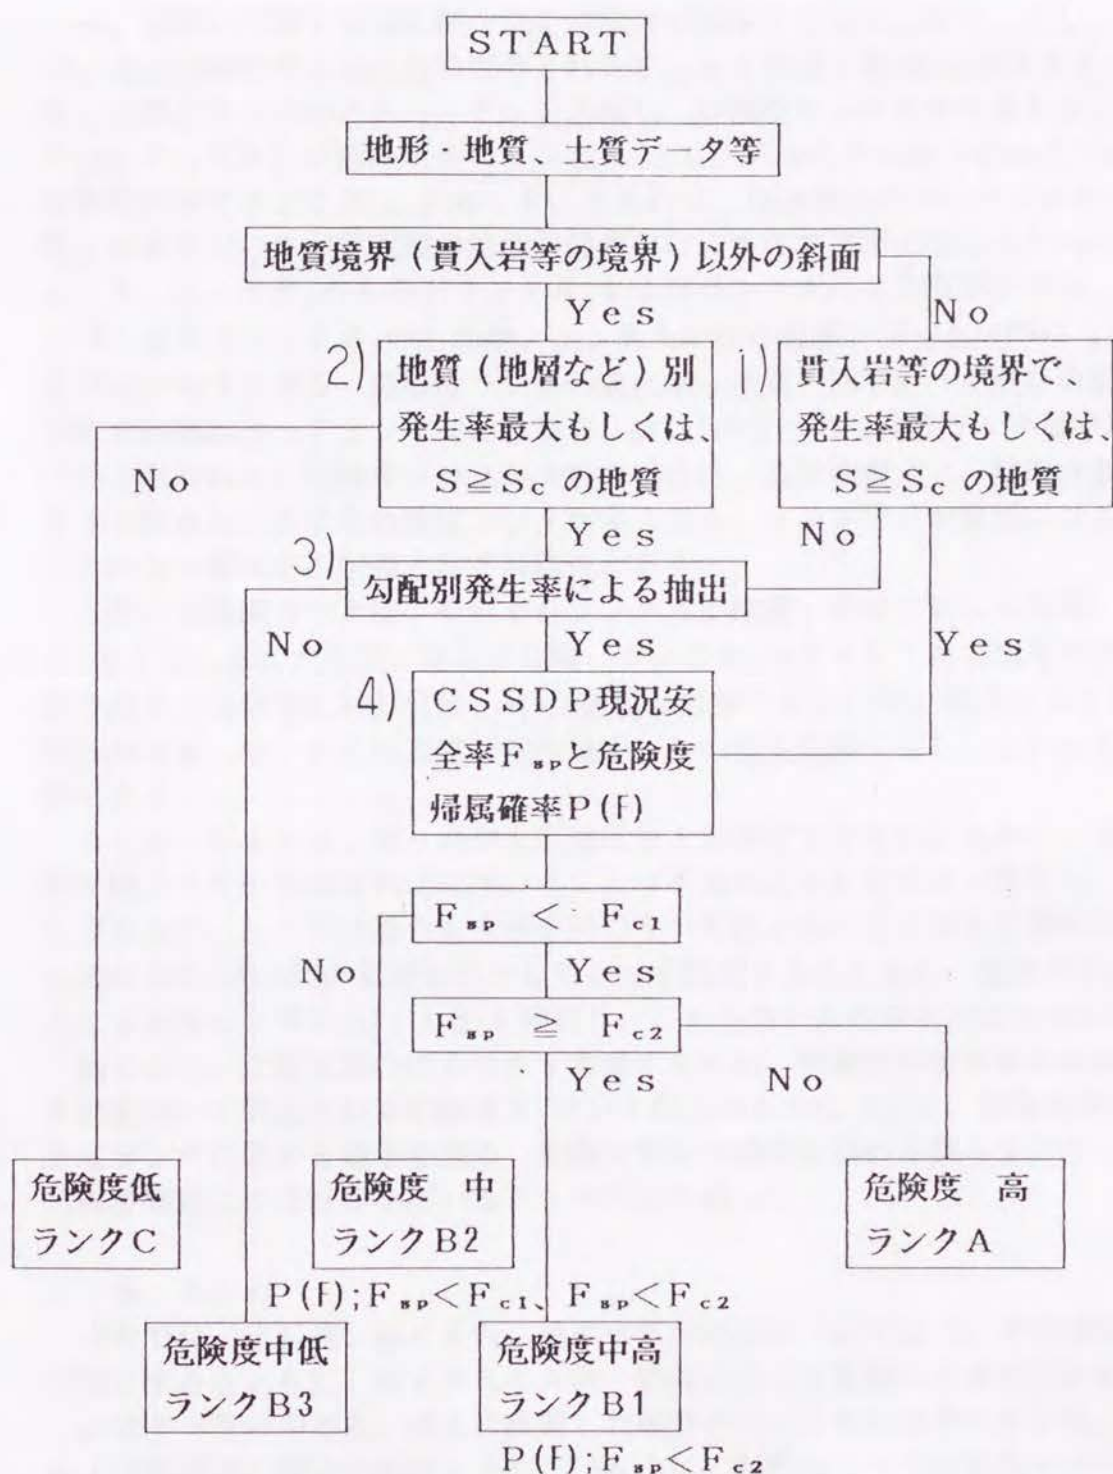 START
地形・地質、土質データ等
地質境界(貫入岩等の境界)以外の斜面
Yes
No
2)
地質(地層など)別
発生率最大もしくは、
S≧Sc の地質
1)
貫入岩等の境界で、
発生率最大もしくは、
S≧Sc の地質
No
Yes
No
3)
勾配別発生率による抽出
No
Yes
Yes
4)
CSSDP現況安
全率Fspと危険度
帰属確率P(F)
Fsp < Fc1
No
Yes
Fsp ≧ Fc2
Yes
No
危険度低
ランクC
危険度 中
ランクB2
危険度 高
ランクA
P(F);Fsp<Fc1、Fsp<Fc2
危険度中低
ランクB3
危険度中高
ランクB1
P(F);Fsp<Fc2